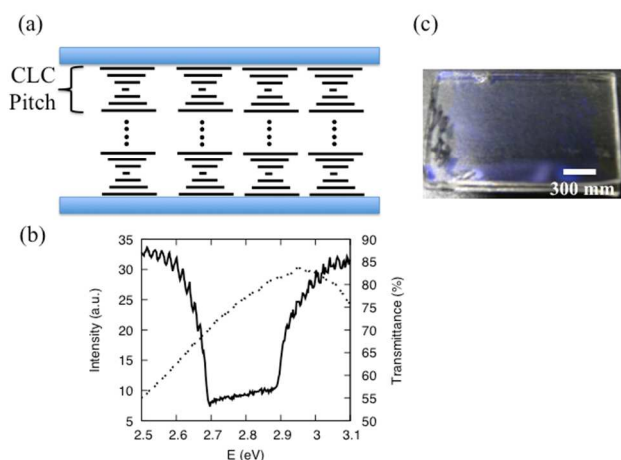 (a)
CLC
Pitch
(c)
300 mm
(b)
35
30
25
20
15
10
5
Intensity (a.u.)
90
85
80
75
70
65
60
55
50
Transmittance (%)
2.5 2.6 2.7 2.8 2.9 3 3.1
E (eV)